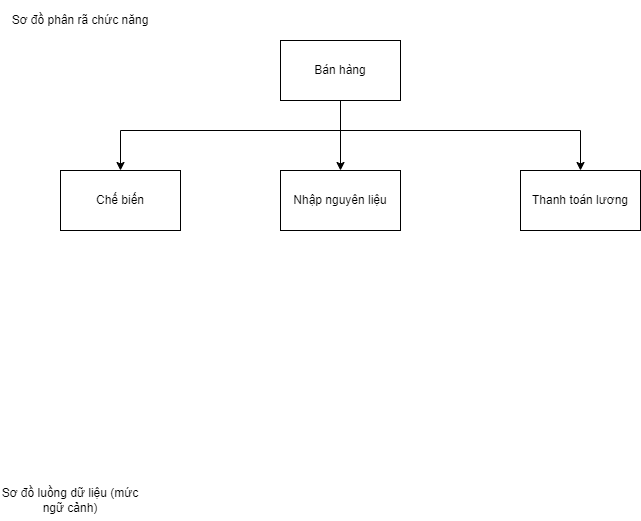 Sơ đồ phân rã chức năng
Bán hàng
Chế biến
Nhập nguyên liệu
Thanh toán lương
Sơ đồ luồng dữ liệu (mức
ngữ cảnh)